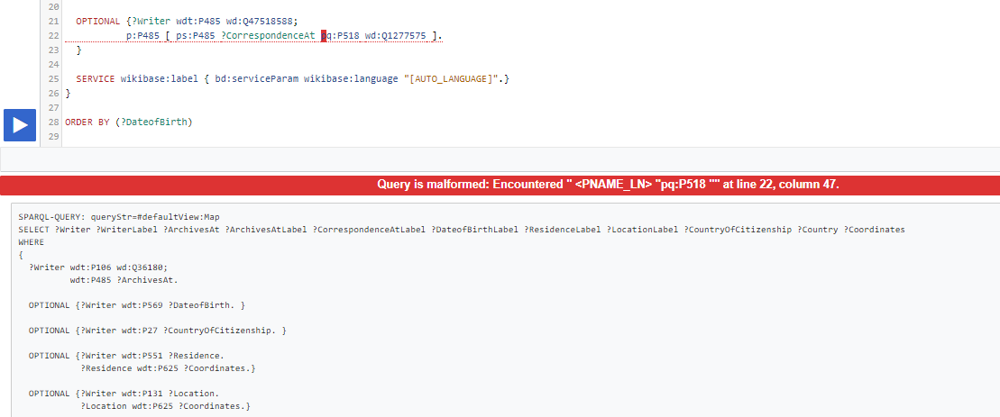 20
21 OPTIONAL {?Writer wdt:P485 wd:Q47518588;
22 p:P485 [ ps:P485 ?CorrespondenceAt pq:P518 wd:Q1277575 ].
23 }
24
25 SERVICE wikibase:label { bd:serviceParam wikibase:language "[AUTO_LANGUAGE]".}
26 }
27
28 ORDER BY (?DateofBirth)
29
Query is malformed: Encountered " <PNAME_LN> "pq:P518 "" at line 22, column 47.
SPARQL-QUERY: queryStr=#defaultView:Map
SELECT ?Writer ?WriterLabel ?ArchivesAt ?ArchivesAtLabel ?CorrespondenceAtLabel ?DateofBirthLabel ?ResidenceLabel ?LocationLabel ?CountryOfCitizenship ?Country ?Coordinates
WHERE
{
?Writer wdt:P106 wd:Q36180;
wdt:P485 ?ArchivesAt.
OPTIONAL {?Writer wdt:P569 ?DateofBirth. }
OPTIONAL {?Writer wdt:P27 ?CountryOfCitizenship. }
OPTIONAL {?Writer wdt:P551 ?Residence.
?Residence wdt:P625 ?Coordinates.}
OPTIONAL {?Writer wdt:P131 ?Location.
?Location wdt:P625 ?Coordinates.}